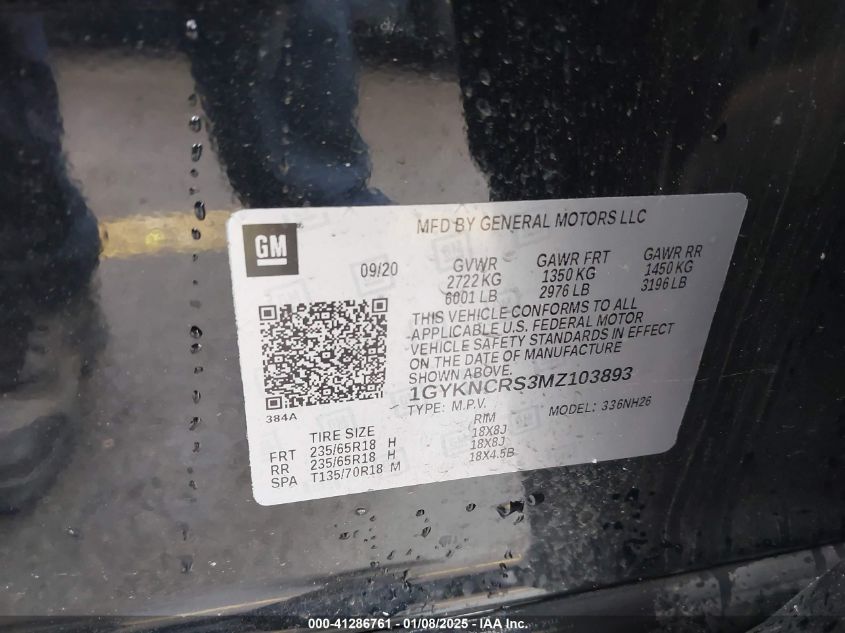 MFD BY GENERAL MOTORS LLC
GM
09/20
GVWR GAWR FRT GAWR RR
2722 KG 1350 KG 1450 KG
6001 LB 2976 LB 3196 LB
THIS VEHICLE CONFORMS TO ALL
APPLICABLE U.S. FEDERAL MOTOR
VEHICLE SAFETY STANDARDS IN EFFECT
ON THE DATE OF MANUFACTURE
SHOWN ABOVE.
1GYKNCRS3MZ103893
TYPE: M.P.V. MODEL: 336NH26
384A
TIRE SIZE RIM
FRT 235/65R18 H 18X8J
RR 235/65R18 H 18X8J
SPA T135/70R18 M 18X4.5B
000-41286761 - 01/08/2025 - IAA Inc.